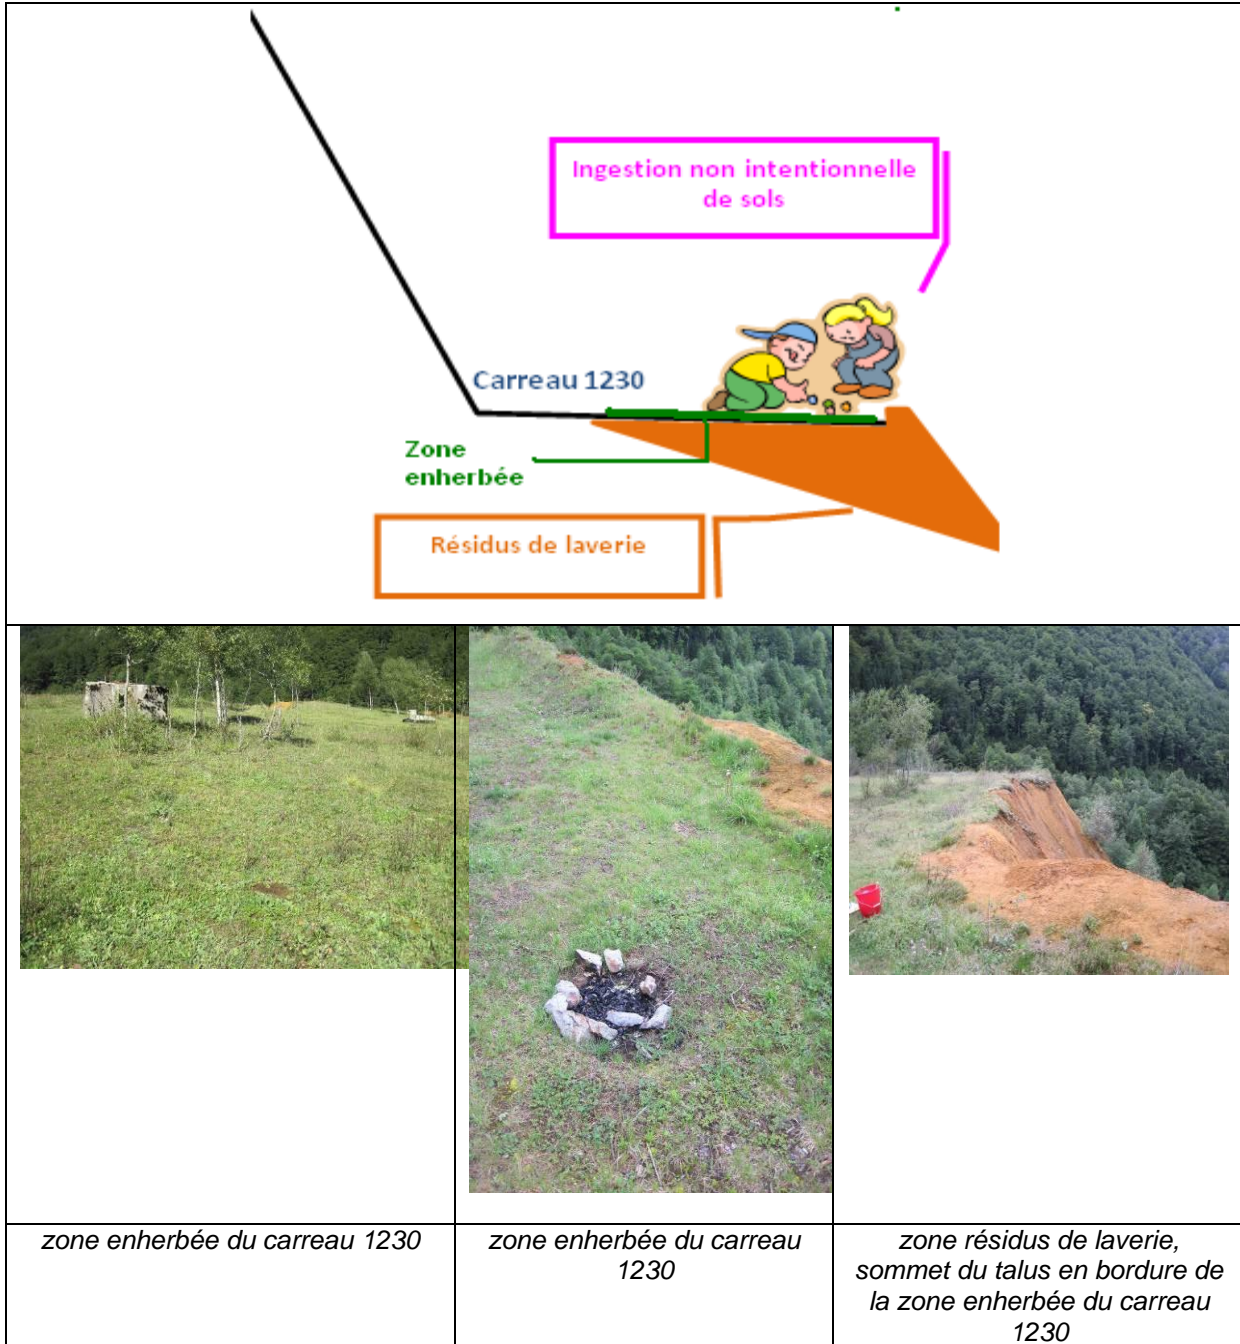 Ingestion non intentionnelle
de sols
Carreau 1230
Zone
enherbée
Résidus de laverie
zone enherbée du carreau 1230
zone enherbée du carreau
1230
zone résidus de laverie,
sommet du talus en bordure de
la zone enherbée du carreau
1230